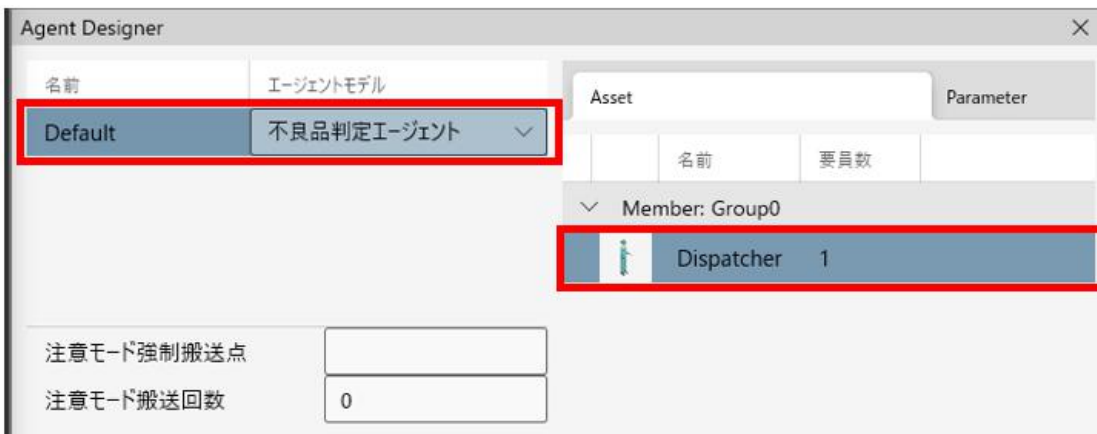 Agent Designer
名前 エージェントモデル
Default 不良品判定エージェント
注意モード強制搬送点
注意モード搬送回数 0
Asset Parameter
名前 要員数
Member: Group0
Dispatcher 1